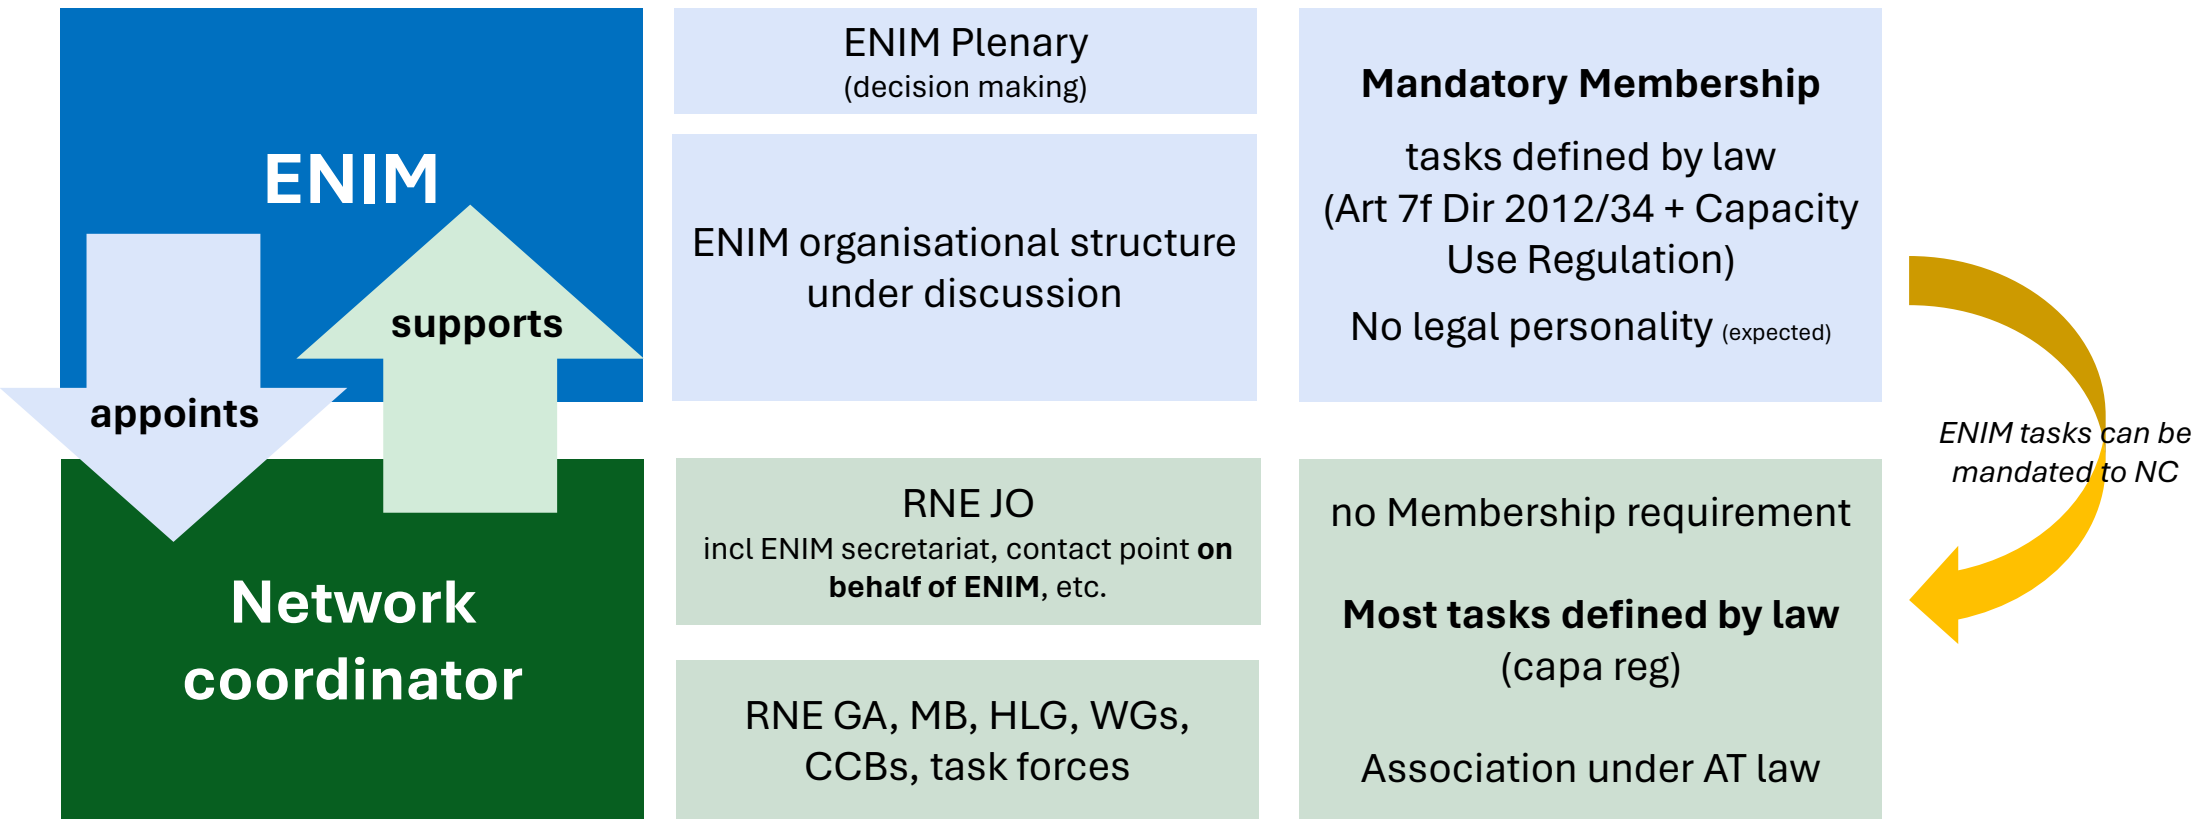 ENIM
appoints
supports
Network
coordinator
ENIM Plenary
(decision making)
ENIM organisational structure
under discussion
RNE JO
incl ENIM secretariat, contact point on
behalf of ENIM, etc.
RNE GA, MB, HLG, WGs,
CCBs, task forces
Mandatory Membership
tasks defined by law
(Art 7f Dir 2012/34 + Capacity
Use Regulation)
No legal personality (expected)
no Membership requirement
Most tasks defined by law
(capa reg)
Association under AT law
ENIM tasks can be
mandated to NC